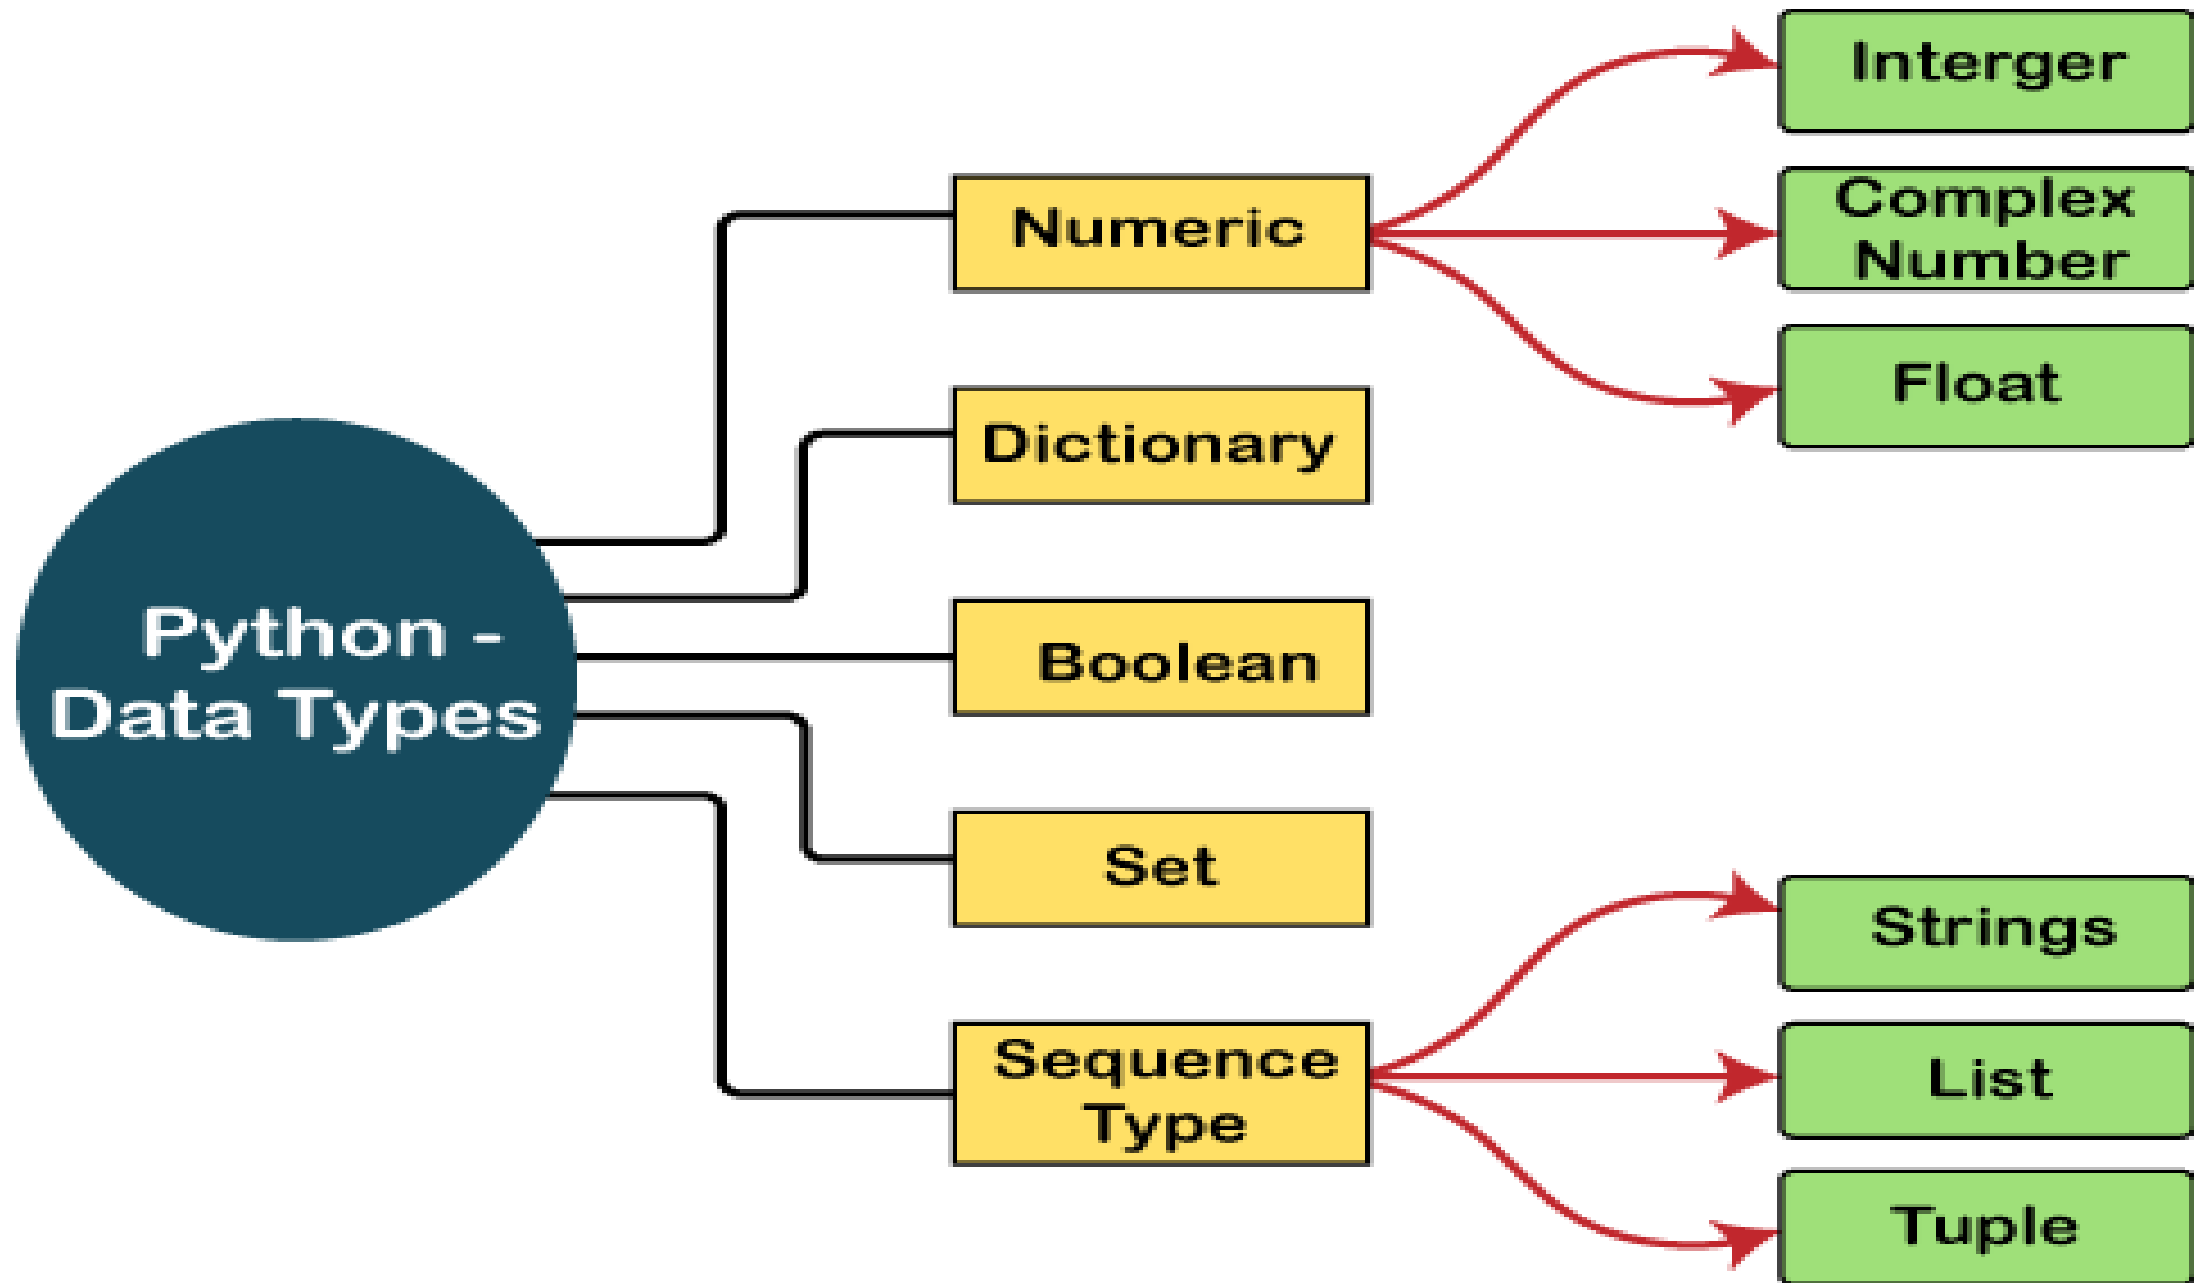 Python -
Data Types
Numeric
Interger
Complex
Number
Float
Dictionary
Boolean
Set
Sequence
Type
Strings
List
Tuple